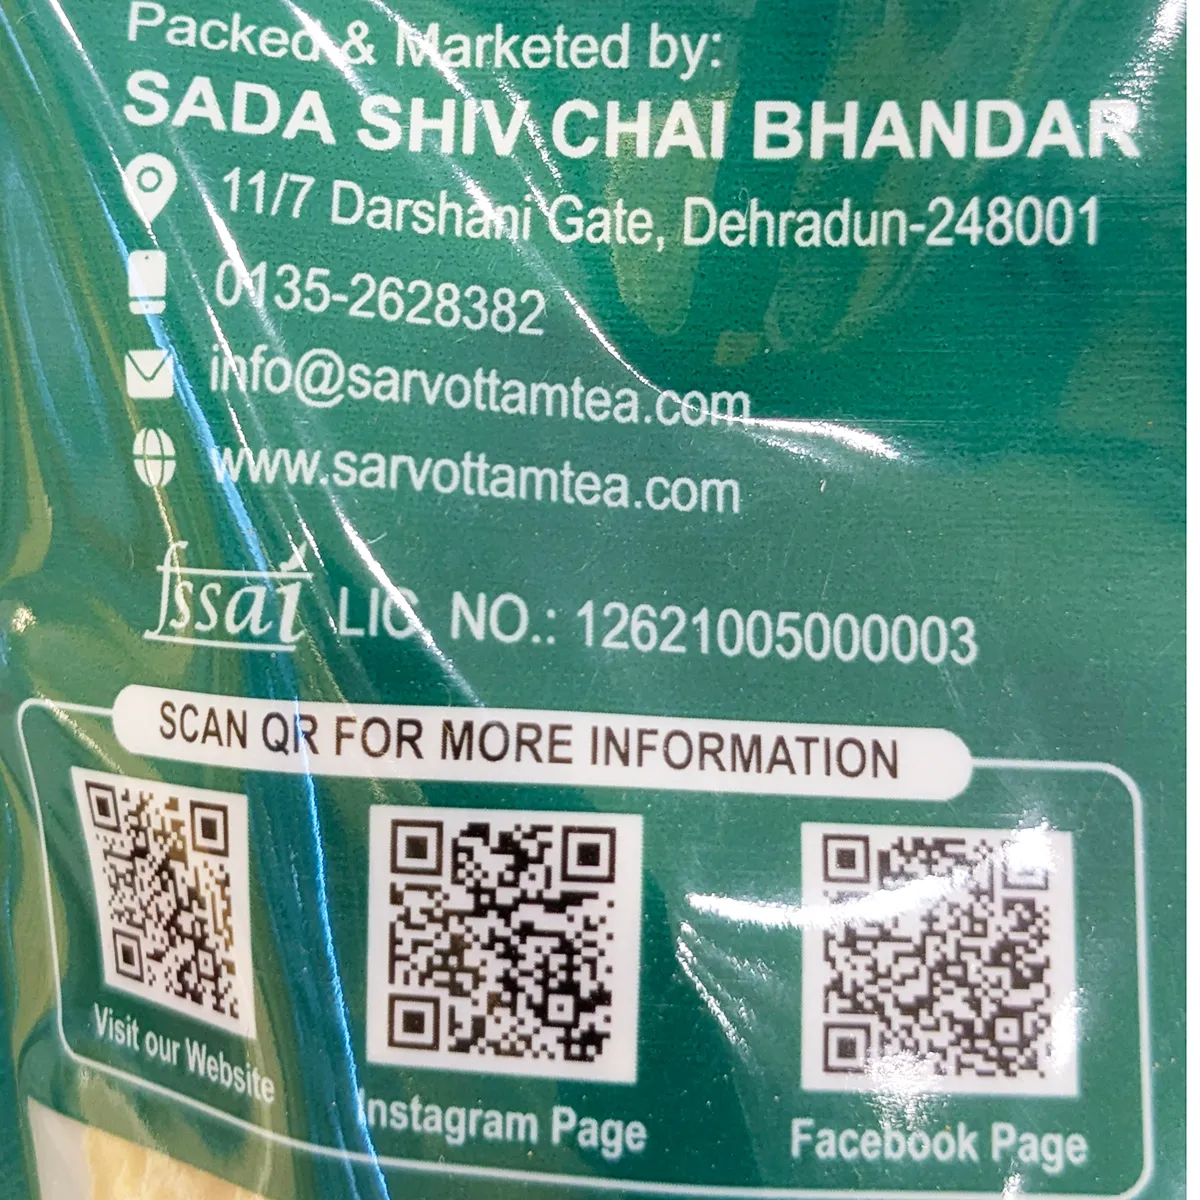 Packed & Marketed by:
SADA SHIV CHAI BHANDAR
11/7 Darshani Gate, Dehradun-248001
0135-2628382
info@sarvottamtea.com
www.sarvottamtea.com
fssai LIC NO.: 12621005000003
SCAN QR FOR MORE INFORMATION
Visit our Website
Instagram Page
Facebook Page